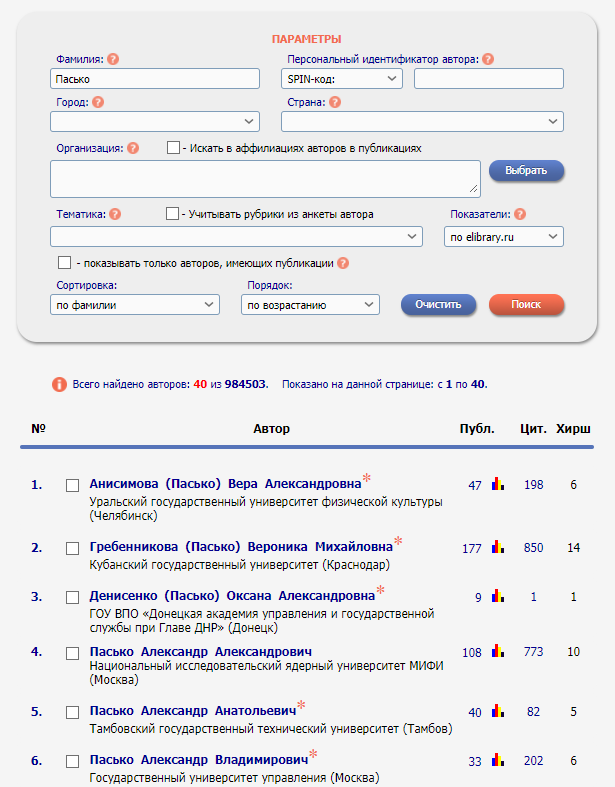 ПАРАМЕТРЫ
Фамилия: ? Персональный идентификатор автора: ?
Пасько SPIN-код:
Город: ? Страна: ?
Организация: ? - Искать в аффилиациях авторов в публикациях
Выбрать
Тематика: ? - Учитывать рубрики из анкеты автора Показатели: ?
по elibrary.ru
- показывать только авторов, имеющих публикации ?
Сортировка: Порядок:
по фамилии по возрастанию Очистить Поиск
i Всего найдено авторов: 40 из 984503. Показано на данной странице: с 1 по 40.
№ Автор Публ. Цит. Хирш
1. Анисимова (Пасько) Вера Александровна* 47 198 6
Уральский государственный университет физической культуры
(Челябинск)
2. Гребенникова (Пасько) Вероника Михайловна* 177 850 14
Кубанский государственный университет (Краснодар)
3. Денисенко (Пасько) Оксана Александровна* 9 1 1
ГОУ ВПО «Донецкая академия управления и государственной
службы при Главе ДНР» (Донецк)
4. Пасько Александр Александрович 108 773 10
Национальный исследовательский ядерный университет МИФИ
(Москва)
5. Пасько Александр Анатольевич* 40 82 5
Тамбовский государственный технический университет (Тамбов)
6. Пасько Александр Владимирович* 33 202 6
Государственный университет управления (Москва)